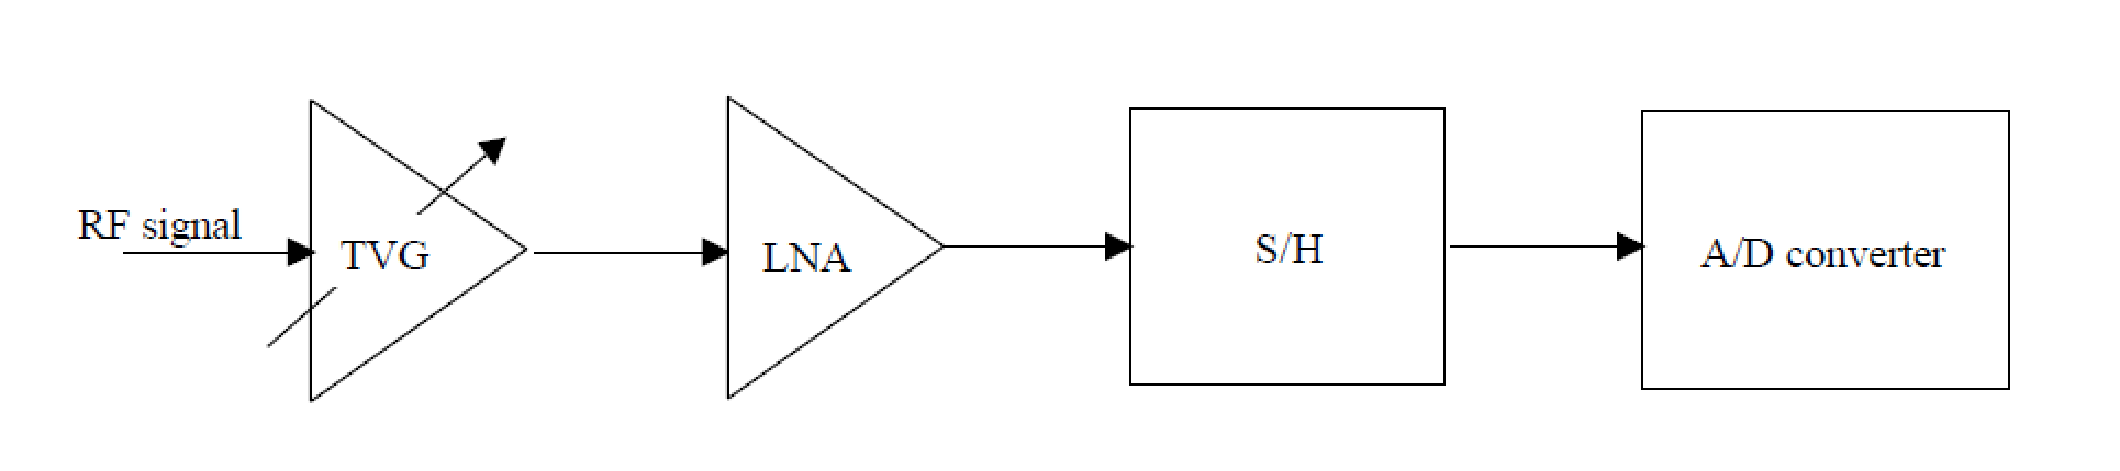 RF signal
TVG
LNA
S/H
A/D converter